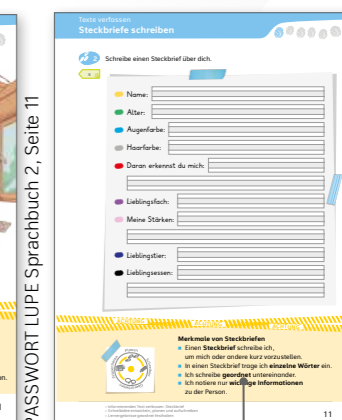 PASSWORT LUPE Sprachbuch 2, Seite 11
Texte verfassen
Steckbriefe schreiben
2 Schreibe einen Steckbrief über dich.
Name:
Alter:
Augenfarbe:
Haarfarbe:
Daran erkennst du mich:
Lieblingsfach:
Meine Stärken:
Lieblingstier:
Lieblingsessen:
Merkmale von Steckbriefen
Einen Steckbrief schreibe ich,
um mich oder andere kurz vorzustellen.
In einen Steckbrief trage ich einzelne Wörter ein.
Ich schreibe geordnet untereinander.
Ich notiere nur wichtige Informationen
zu der Person.
11